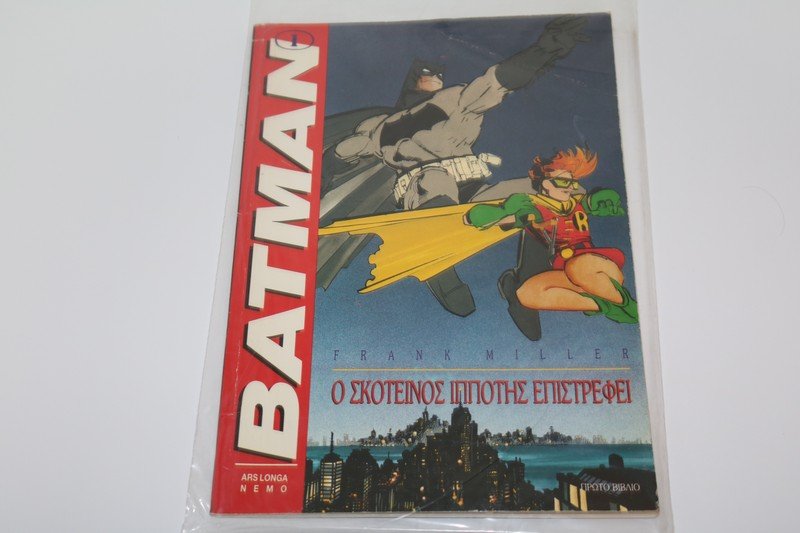 1
BATMAN
R
FRANK MILLER
Ο ΣΚΟΤΕΙΝΟΣ ΙΠΠΟΤΗΣ ΕΠΙΣΤΡΕΦΕΙ
ARS LONGA
NEMO
ΠΡΩΤΟ ΒΙΒΛΙΟ